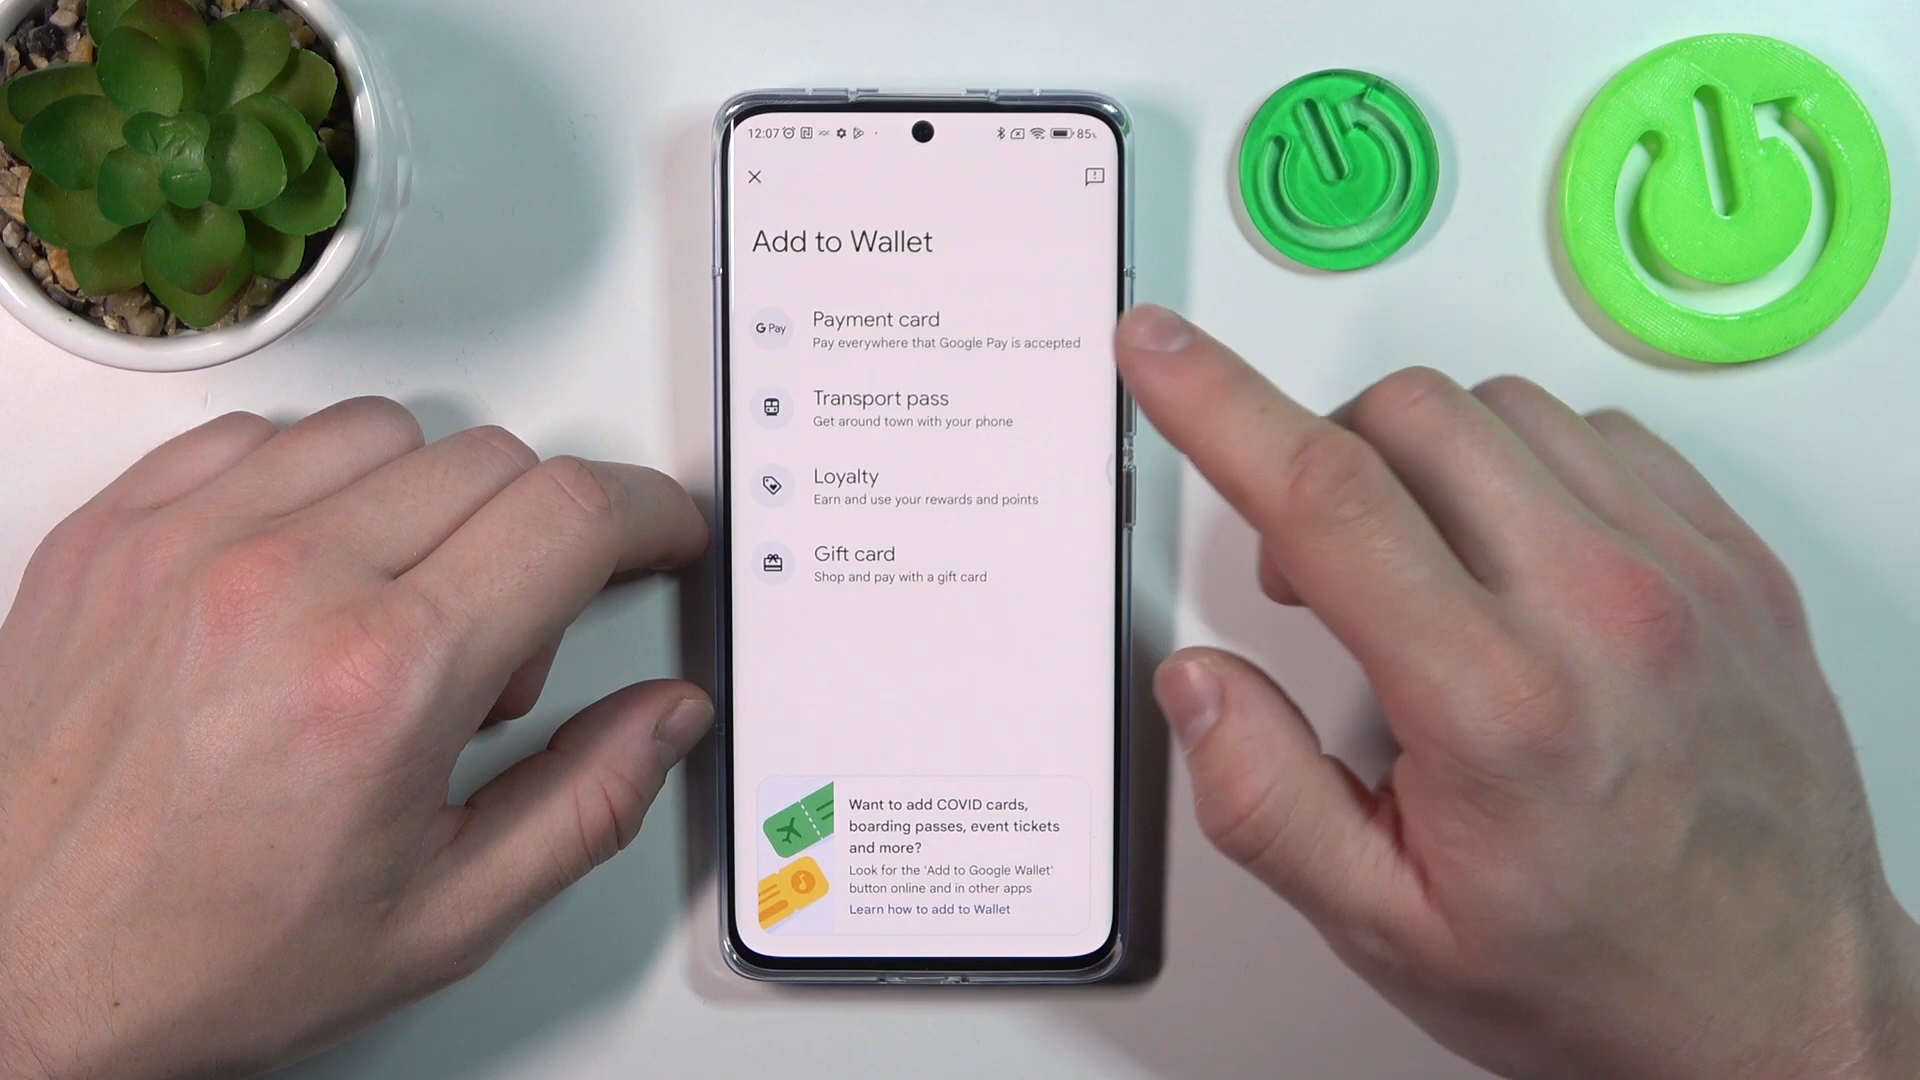 12:07
85%
Add to Wallet
G Pay
Payment card
Pay everywhere that Google Pay is accepted
Transport pass
Get around town with your phone
Loyalty
Earn and use your rewards and points
Gift card
Shop and pay with a gift card
Want to add COVID cards,
boarding passes, event tickets
and more?
Look for the 'Add to Google Wallet'
button online and in other apps
Learn how to add to Wallet